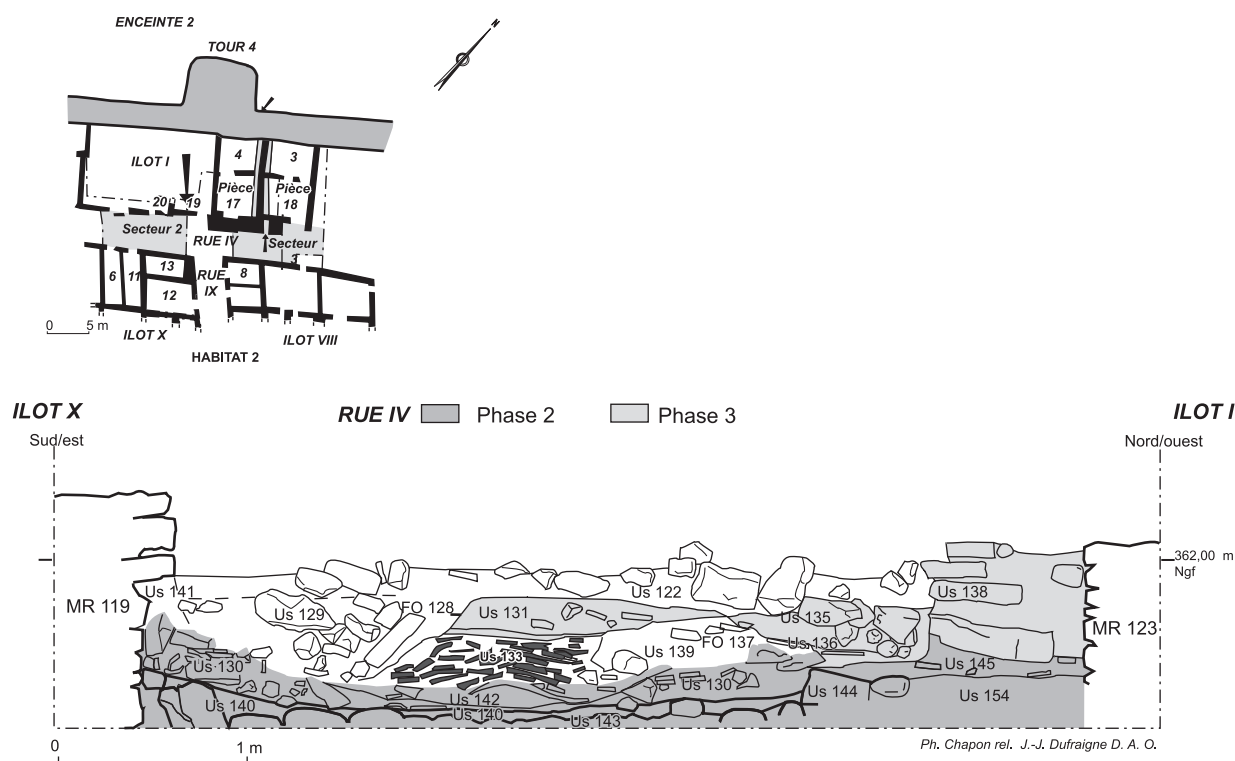 ENCEINTE 2
TOUR 4
N
ILOT I
4
3
Pièce
17
Pièce
18
20
19
Secteur 2
RUE IV
Secteur
3
6
11
13
12
RUE
IX
8
0 5 m
ILOT X
ILOT VIII
HABITAT 2
ILOT X
RUE IV
Phase 2
Phase 3
ILOT I
Sud/est
Nord/ouest
362,00 m
Ngf
MR 119
Us 141
Us 129
FO 128
Us 131
Us 122
Us 135
Us 138
MR 123
Us 130
Us 133
Us 139
FO 137
Us 136
Us 145
Us 140
Us 142
Us 140
Us 143
Us 130
Us 144
Us 154
0 1 m
Ph. Chapon rel. J.-J. Dufraigne D. A. O.